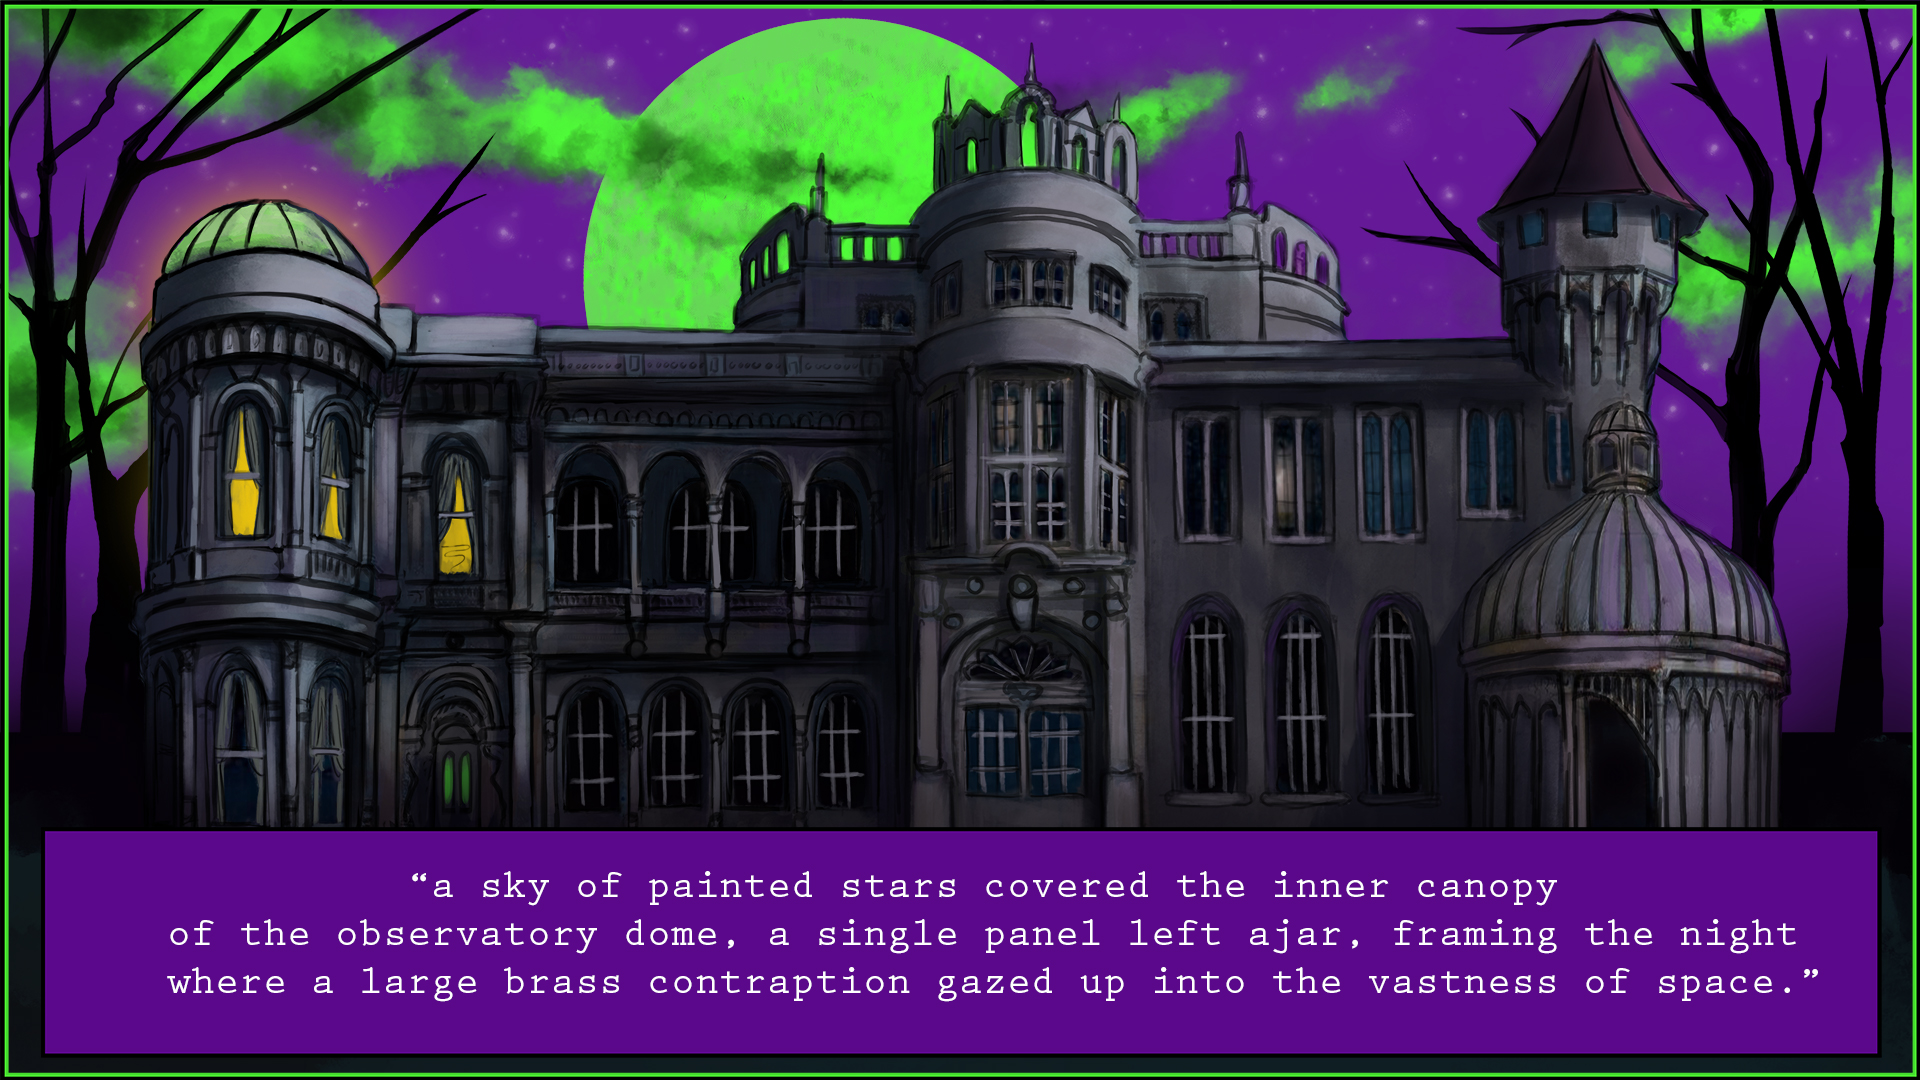 “a sky of painted stars covered the inner canopy
of the observatory dome, a single panel left ajar, framing the night
where a large brass contraption gazed up into the vastness of space.”